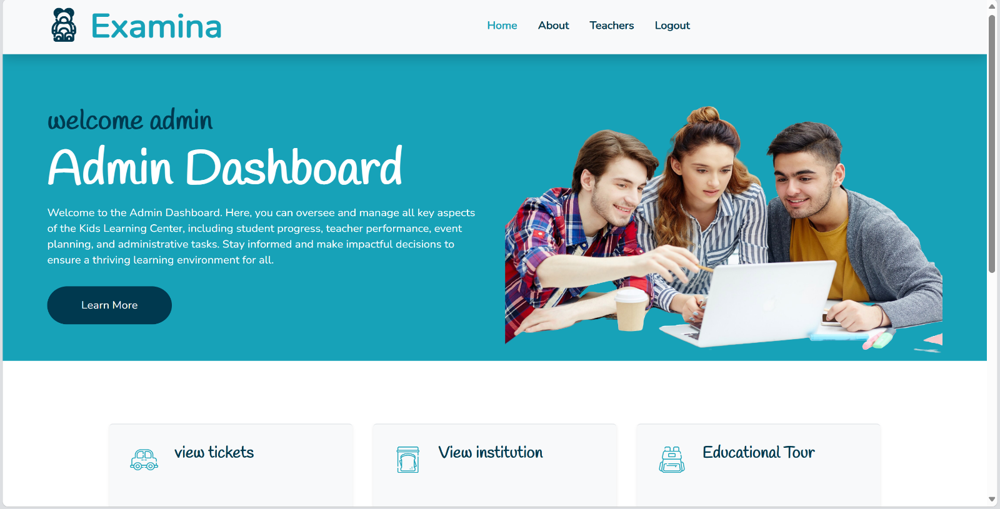 Examina
Home About Teachers Logout
welcome admin
Admin Dashboard
Welcome to the Admin Dashboard. Here, you can oversee and manage all key aspects
of the Kids Learning Center, including student progress, teacher performance, event
planning, and administrative tasks. Stay informed and make impactful decisions to
ensure a thriving learning environment for all.
Learn More
view tickets
View institution
Educational Tour